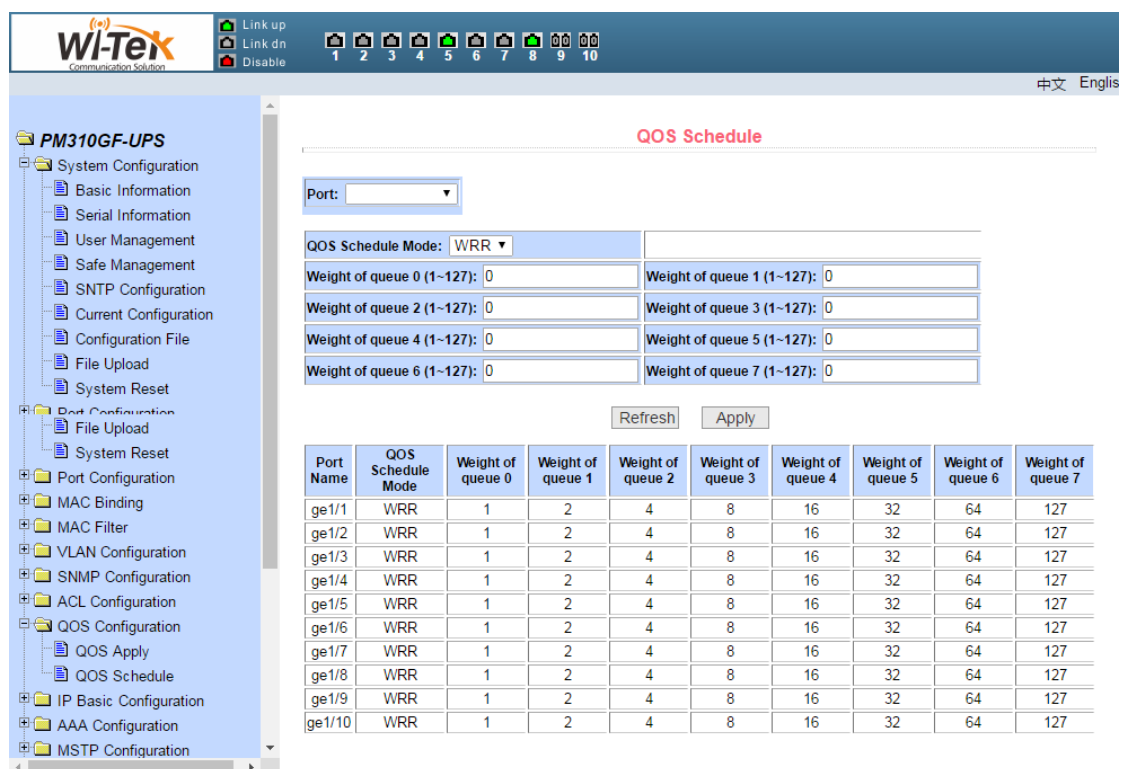 Wi-Tek
Communication Solution
Link up
Link dn
Disable
1 2 3 4 5 6 7 8 9 10
中文 Englis
PM310GF-UPS
System Configuration
Basic Information
Serial Information
User Management
Safe Management
SNTP Configuration
Current Configuration
Configuration File
File Upload
System Reset
Port Configuration
File Upload
System Reset
Port Configuration
MAC Binding
MAC Filter
VLAN Configuration
SNMP Configuration
ACL Configuration
QOS Configuration
QOS Apply
QOS Schedule
IP Basic Configuration
AAA Configuration
MSTP Configuration
QOS Schedule
Port:
QOS Schedule Mode: WRR
Weight of queue 0 (1~127): 0 Weight of queue 1 (1~127): 0
Weight of queue 2 (1~127): 0 Weight of queue 3 (1~127): 0
Weight of queue 4 (1~127): 0 Weight of queue 5 (1~127): 0
Weight of queue 6 (1~127): 0 Weight of queue 7 (1~127): 0
Refresh Apply
Port Name QOS Schedule Mode Weight of queue 0 Weight of queue 1 Weight of queue 2 Weight of queue 3 Weight of queue 4 Weight of queue 5 Weight of queue 6 Weight of queue 7
ge1/1 WRR 1 2 4 8 16 32 64 127
ge1/2 WRR 1 2 4 8 16 32 64 127
ge1/3 WRR 1 2 4 8 16 32 64 127
ge1/4 WRR 1 2 4 8 16 32 64 127
ge1/5 WRR 1 2 4 8 16 32 64 127
ge1/6 WRR 1 2 4 8 16 32 64 127
ge1/7 WRR 1 2 4 8 16 32 64 127
ge1/8 WRR 1 2 4 8 16 32 64 127
ge1/9 WRR 1 2 4 8 16 32 64 127
ge1/10 WRR 1 2 4 8 16 32 64 127